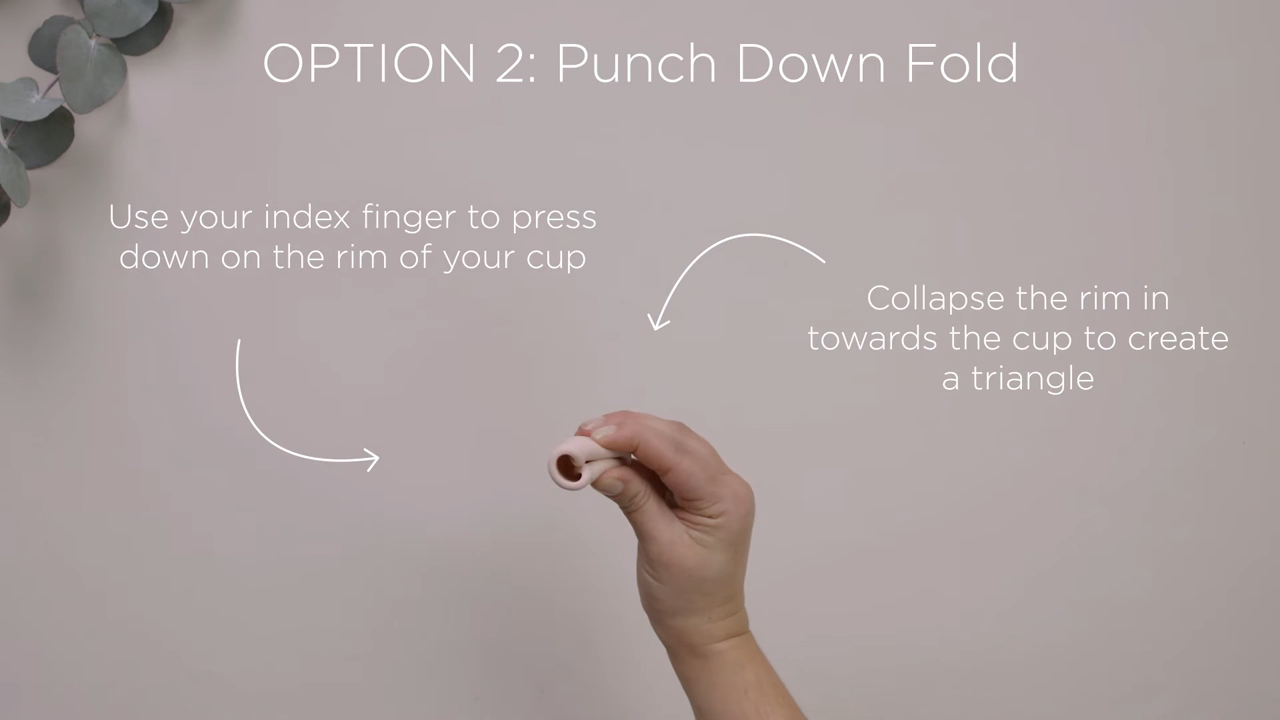 OPTION 2: Punch Down Fold
Use your index finger to press
down on the rim of your cup
Collapse the rim in
towards the cup to create
a triangle